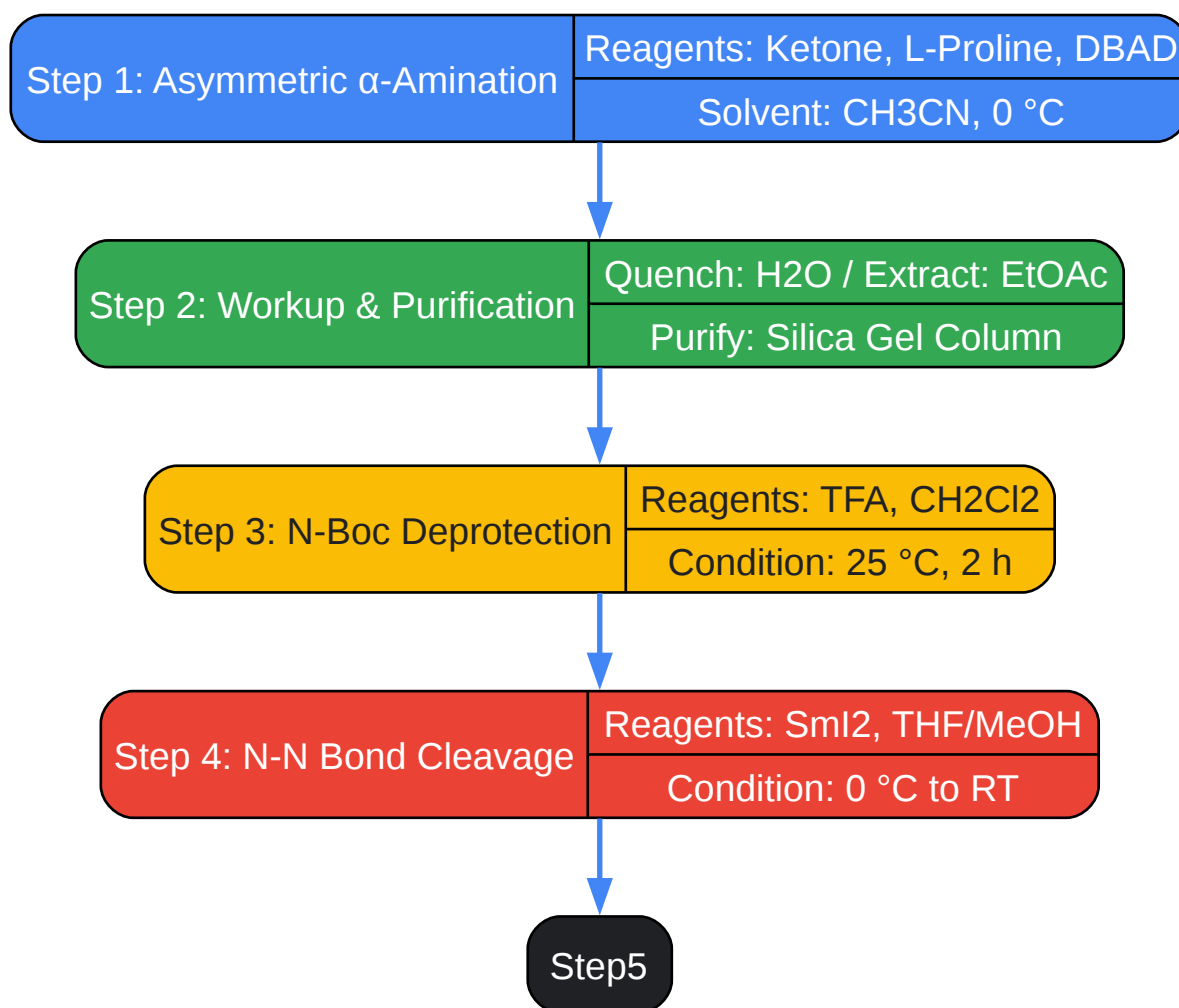 Step 1: Asymmetric α-Amination
Reagents: Ketone, L-Proline, DBAD
Solvent: CH3CN, 0 °C
Step 2: Workup & Purification
Quench: H2O / Extract: EtOAc
Purify: Silica Gel Column
Step 3: N-Boc Deprotection
Reagents: TFA, CH2Cl2
Condition: 25 °C, 2 h
Step 4: N-N Bond Cleavage
Reagents: SmI2, THF/MeOH
Condition: 0 °C to RT
Step5